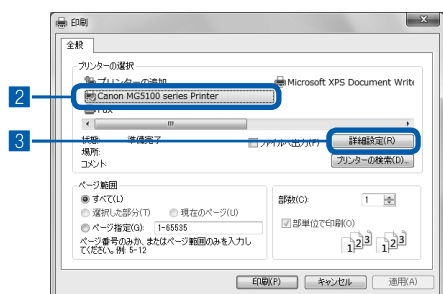 印刷
全般
プリンターの選択
プリンターの追加
Microsoft XPS Document Write
2
Canon MG5100 series Printer
Fax
3
状態: 準備完了
ファイルへ出力(F)
詳細設定(R)
場所:
コメント:
プリンターの検索(D)...
ページ範囲
すべて(L)
部数(C): 1
選択した部分(T)
現在のページ(U)
部単位で印刷(O)
ページ指定(G): 1-65535
ページ番号のみか、またはページ範囲のみを入力し
てください。例: 5-12
1 1 2 2 3 3
印刷(P)
キャンセル
適用(A)